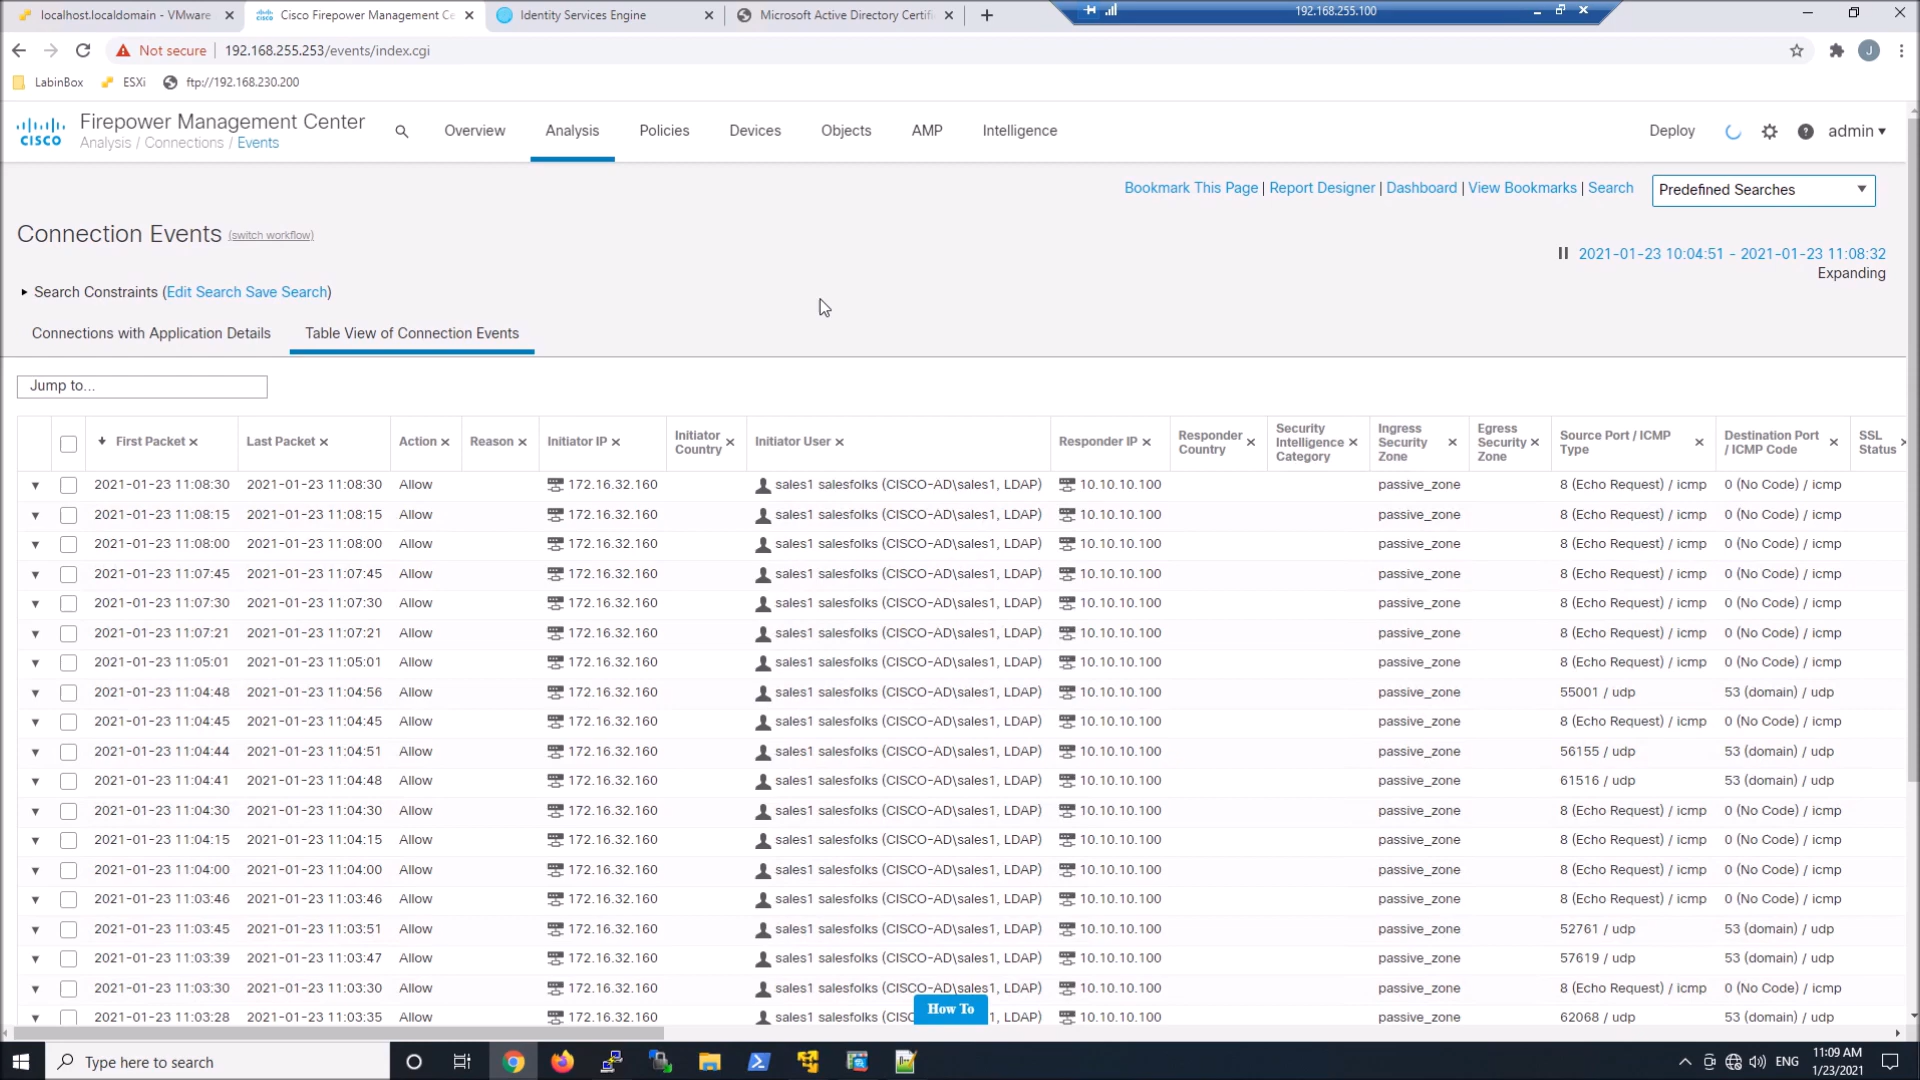 localhost.localdomain - VMware
Cisco Firepower Management Ce
Identity Services Engine
Microsoft Active Directory Certifi
192.168.255.100
Not secure | 192.168.255.253/events/index.cgi
J
LabinBox
ESXi
ftp://192.168.230.200
cisco
Firepower Management Center
Analysis / Connections / Events
Overview
Analysis
Policies
Devices
Objects
AMP
Intelligence
Deploy
admin
Bookmark This Page | Report Designer | Dashboard | View Bookmarks | Search
Predefined Searches
Connection Events (switch workflow)
2021-01-23 10:04:51 - 2021-01-23 11:08:32
Expanding
Search Constraints (Edit Search Save Search)
Connections with Application Details
Table View of Connection Events
Jump to...
First Packet
Last Packet
Action
Reason
Initiator IP
Initiator Country
Initiator User
Responder IP
Responder Country
Security Intelligence Category
Ingress Security Zone
Egress Security Zone
Source Port / ICMP Type
Destination Port / ICMP Code
SSL Status
2021-01-23 11:08:30 2021-01-23 11:08:30 Allow 172.16.32.160 sales1 salesfolks (CISCO-AD\sales1, LDAP) 10.10.10.100 passive_zone 8 (Echo Request) / icmp 0 (No Code) / icmp
2021-01-23 11:08:15 2021-01-23 11:08:15 Allow 172.16.32.160 sales1 salesfolks (CISCO-AD\sales1, LDAP) 10.10.10.100 passive_zone 8 (Echo Request) / icmp 0 (No Code) / icmp
2021-01-23 11:08:00 2021-01-23 11:08:00 Allow 172.16.32.160 sales1 salesfolks (CISCO-AD\sales1, LDAP) 10.10.10.100 passive_zone 8 (Echo Request) / icmp 0 (No Code) / icmp
2021-01-23 11:07:45 2021-01-23 11:07:45 Allow 172.16.32.160 sales1 salesfolks (CISCO-AD\sales1, LDAP) 10.10.10.100 passive_zone 8 (Echo Request) / icmp 0 (No Code) / icmp
2021-01-23 11:07:30 2021-01-23 11:07:30 Allow 172.16.32.160 sales1 salesfolks (CISCO-AD\sales1, LDAP) 10.10.10.100 passive_zone 8 (Echo Request) / icmp 0 (No Code) / icmp
2021-01-23 11:07:21 2021-01-23 11:07:21 Allow 172.16.32.160 sales1 salesfolks (CISCO-AD\sales1, LDAP) 10.10.10.100 passive_zone 8 (Echo Request) / icmp 0 (No Code) / icmp
2021-01-23 11:05:01 2021-01-23 11:05:01 Allow 172.16.32.160 sales1 salesfolks (CISCO-AD\sales1, LDAP) 10.10.10.100 passive_zone 8 (Echo Request) / icmp 0 (No Code) / icmp
2021-01-23 11:04:48 2021-01-23 11:04:56 Allow 172.16.32.160 sales1 salesfolks (CISCO-AD\sales1, LDAP) 10.10.10.100 passive_zone 55001 / udp 53 (domain) / udp
2021-01-23 11:04:45 2021-01-23 11:04:45 Allow 172.16.32.160 sales1 salesfolks (CISCO-AD\sales1, LDAP) 10.10.10.100 passive_zone 8 (Echo Request) / icmp 0 (No Code) / icmp
2021-01-23 11:04:44 2021-01-23 11:04:51 Allow 172.16.32.160 sales1 salesfolks (CISCO-AD\sales1, LDAP) 10.10.10.100 passive_zone 56155 / udp 53 (domain) / udp
2021-01-23 11:04:41 2021-01-23 11:04:48 Allow 172.16.32.160 sales1 salesfolks (CISCO-AD\sales1, LDAP) 10.10.10.100 passive_zone 61516 / udp 53 (domain) / udp
2021-01-23 11:04:30 2021-01-23 11:04:30 Allow 172.16.32.160 sales1 salesfolks (CISCO-AD\sales1, LDAP) 10.10.10.100 passive_zone 8 (Echo Request) / icmp 0 (No Code) / icmp
2021-01-23 11:04:15 2021-01-23 11:04:15 Allow 172.16.32.160 sales1 salesfolks (CISCO-AD\sales1, LDAP) 10.10.10.100 passive_zone 8 (Echo Request) / icmp 0 (No Code) / icmp
2021-01-23 11:04:00 2021-01-23 11:04:00 Allow 172.16.32.160 sales1 salesfolks (CISCO-AD\sales1, LDAP) 10.10.10.100 passive_zone 8 (Echo Request) / icmp 0 (No Code) / icmp
2021-01-23 11:03:46 2021-01-23 11:03:46 Allow 172.16.32.160 sales1 salesfolks (CISCO-AD\sales1, LDAP) 10.10.10.100 passive_zone 8 (Echo Request) / icmp 0 (No Code) / icmp
2021-01-23 11:03:45 2021-01-23 11:03:51 Allow 172.16.32.160 sales1 salesfolks (CISCO-AD\sales1, LDAP) 10.10.10.100 passive_zone 52761 / udp 53 (domain) / udp
2021-01-23 11:03:39 2021-01-23 11:03:47 Allow 172.16.32.160 sales1 salesfolks (CISCO-AD\sales1, LDAP) 10.10.10.100 passive_zone 57619 / udp 53 (domain) / udp
2021-01-23 11:03:30 2021-01-23 11:03:30 Allow 172.16.32.160 sales1 salesfolks (CISCO-AD\sales1, LDAP) 10.10.10.100 passive_zone 8 (Echo Request) / icmp 0 (No Code) / icmp
2021-01-23 11:03:28 2021-01-23 11:03:35 Allow 172.16.32.160 sales1 salesfolks (CISC 1, LDAP) 10.10.10.100 passive_zone 62068 / udp 53 (domain) / udp
How To
Type here to search
ENG
11:09 AM
1/23/2021